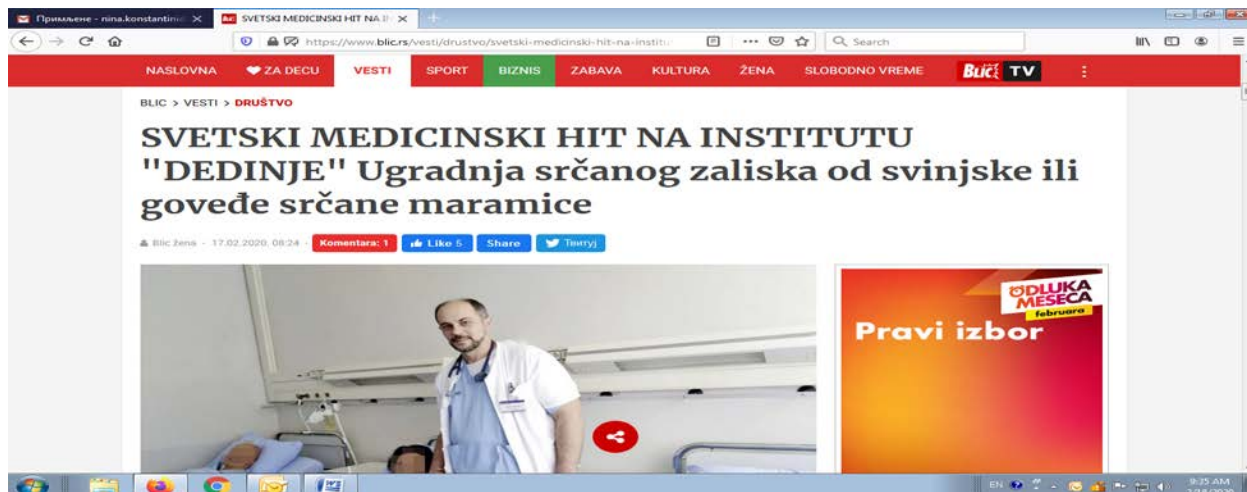 Примљене - nina.konstantini
SVETSKI MEDICINSKI HIT NA I
https://www.blic.rs/vesti/drustvo/svetski-medicinski-hit-na-institu
Search
NASLOVNA ZA DECU VESTI SPORT BIZNIS ZABAVA KULTURA ŽENA SLOBODNO VREME Blic TV
BLIC > VESTI > DRUŠTVO
SVETSKI MEDICINSKI HIT NA INSTITUTU
"DEDINJE" Ugradnja srčanog zaliska od svinjske ili
goveđe srčane maramice
Blic žena - 17.02.2020. 08:24 - Komentara: 1 Like 5 Share Твитуј
ODLUKA
MESECA
februara
Pravi izbor
EN
9:35 AM